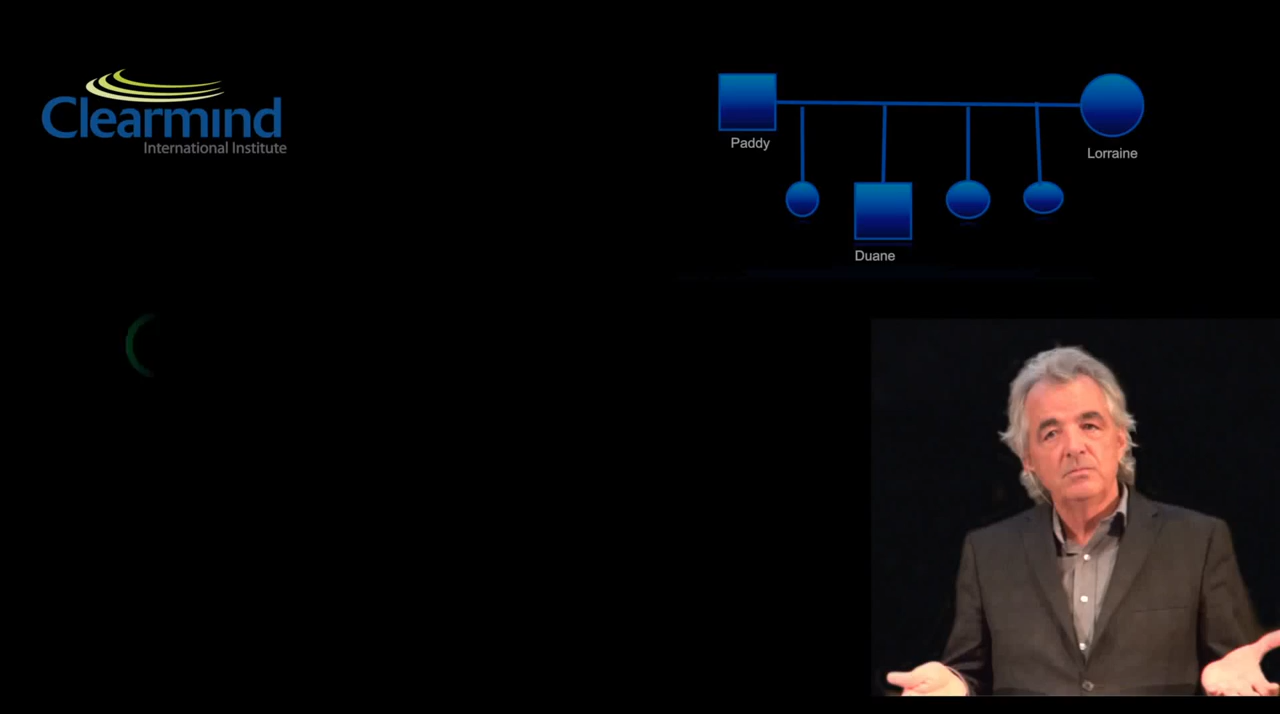 Clearmind
International Institute
Paddy
Lorraine
Duane